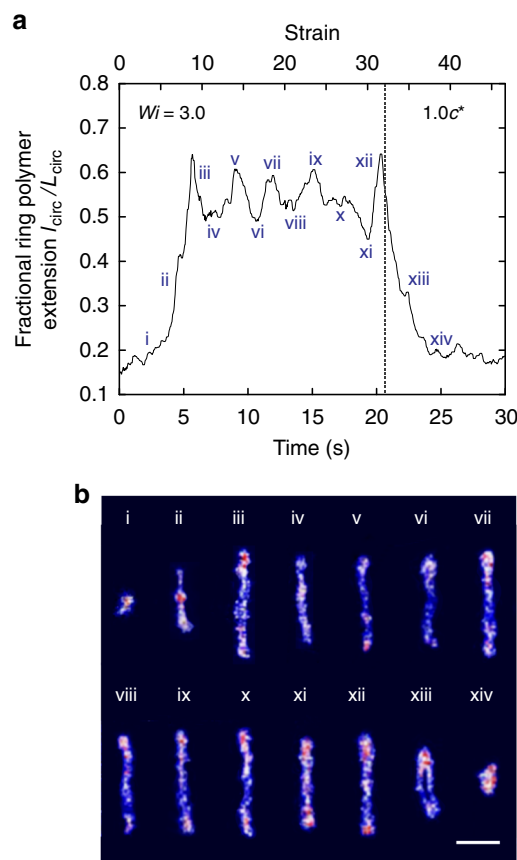 a
Strain
0 10 20 30 40
0.8
0.7
0.6
0.5
0.4
0.3
0.2
0.1
Fractional ring polymer
extension l_circ/L_circ
Wi = 3.0
1.0c*
i
ii
iii
iv
v
vi
vii
viii
ix
x
xi
xii
xiii
xiv
0 5 10 15 20 25 30
Time (s)
b
i ii iii iv v vi vii
viii ix x xi xii xiii xiv